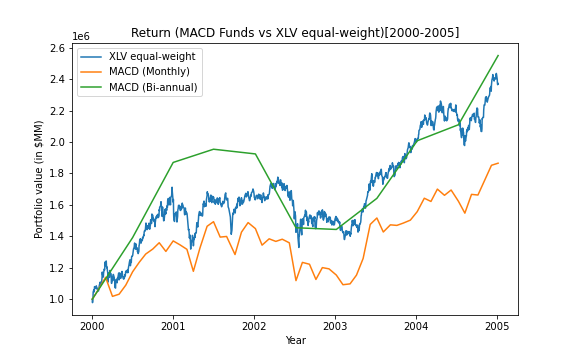 Return (MACD Funds vs XLV equal-weight)[2000-2005]
1e6
2.6
2.4
2.2
2.0
1.8
1.6
1.4
1.2
1.0
Portfolio value (in $MM)
XLV equal-weight
MACD (Monthly)
MACD (Bi-annual)
2000 2001 2002 2003 2004 2005
Year